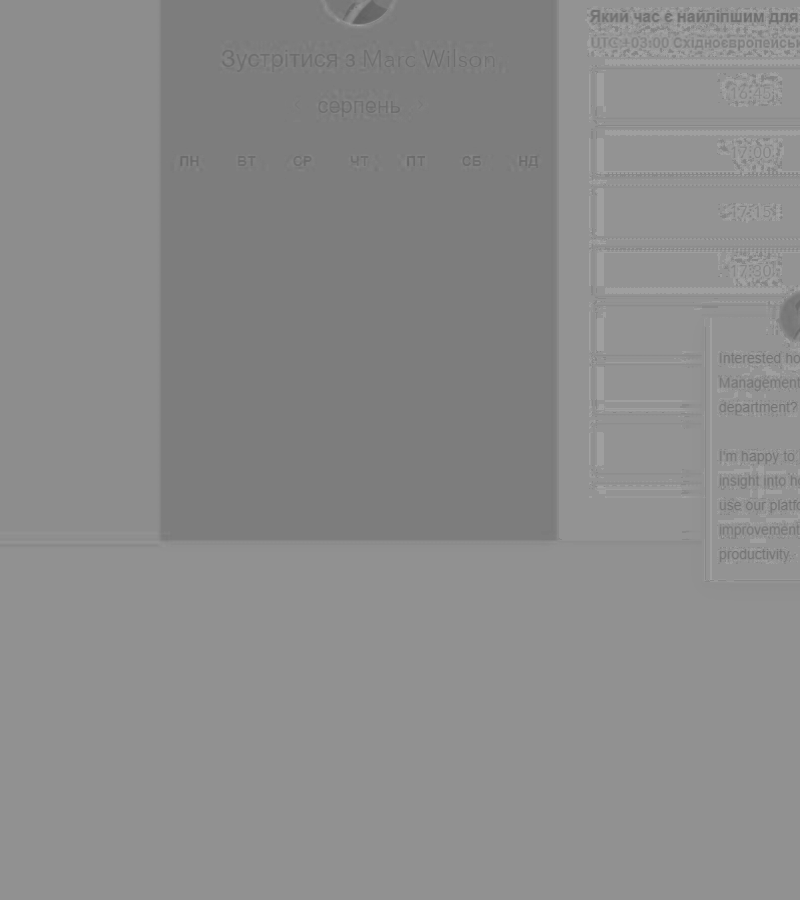 Зустрітися з Marc Wilson
серпень
ПН ВТ СР ЧТ ПТ СБ НД
Який час є найліпшим для
UTC +03:00 Східноєвропейськ
16:45
17:00
17:15
17:30
Interested ho
Management
department?
I'm happy to
insight into h
use our platfo
improvement
productivity.